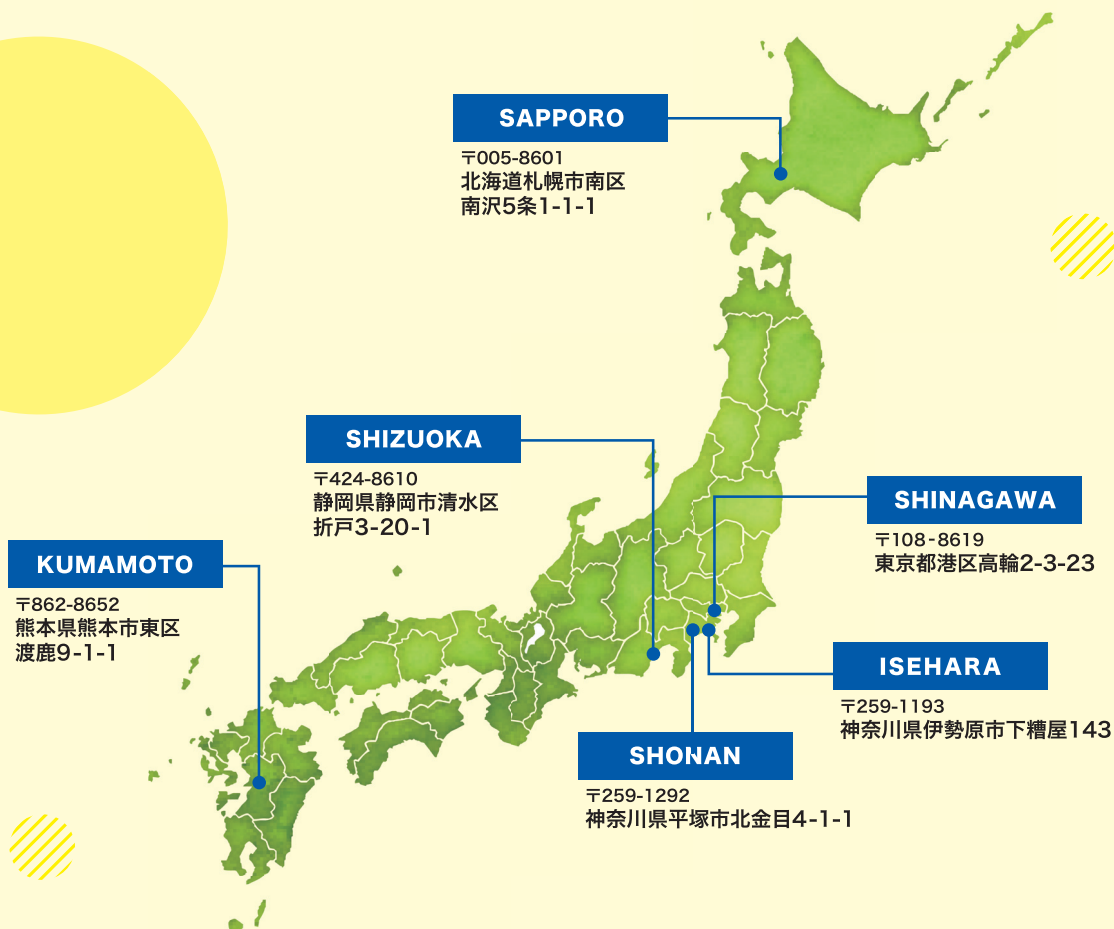 SAPPORO
〒005-8601
北海道札幌市南区
南沢5条1-1-1
SHIZUOKA
〒424-8610
静岡県静岡市清水区
折戸3-20-1
SHINAGAWA
〒108-8619
東京都港区高輪2-3-23
KUMAMOTO
〒862-8652
熊本県熊本市東区
渡鹿9-1-1
ISEHARA
〒259-1193
神奈川県伊勢原市下糟屋143
SHONAN
〒259-1292
神奈川県平塚市北金目4-1-1